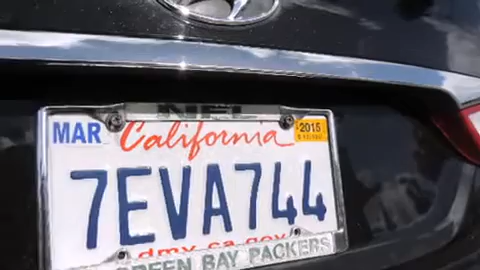 NFL
MAR California 2015
7EVA744
dmv.ca.gov
GREEN BAY PACKERS